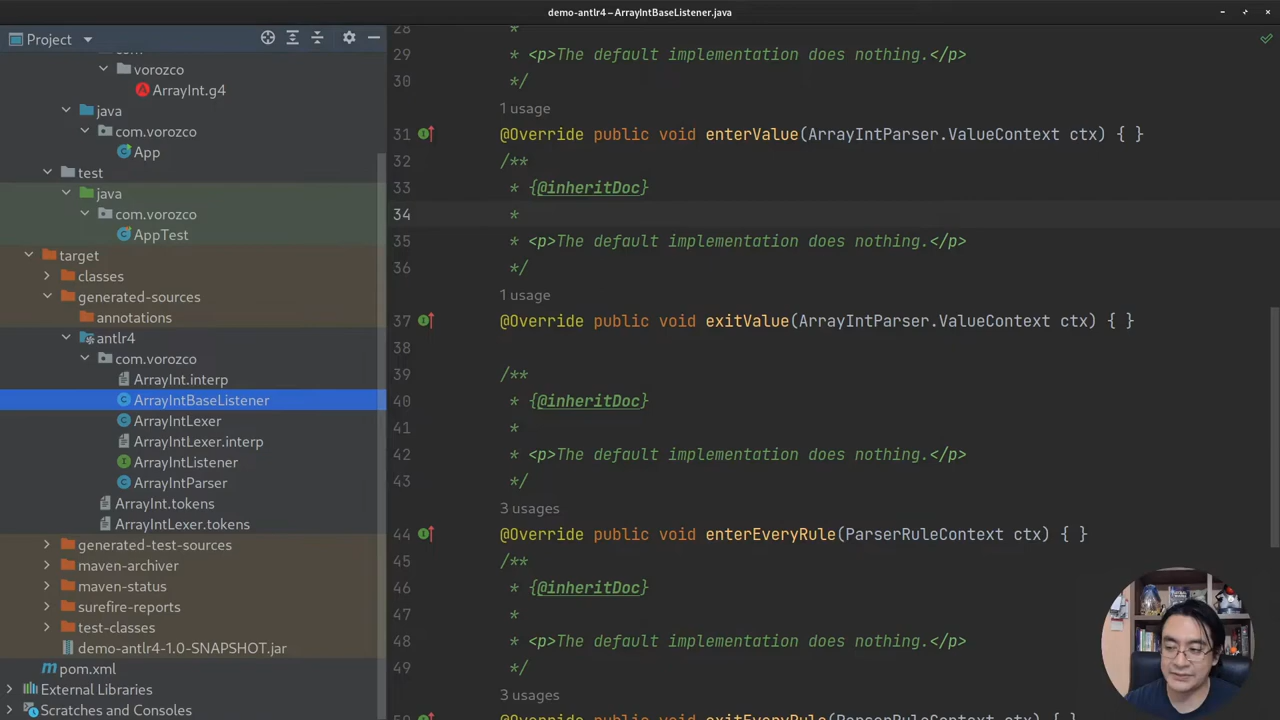 demo-antlr4 – ArrayIntBaseListener.java
Project
vorozco
ArrayInt.g4
java
com.vorozco
App
test
java
com.vorozco
AppTest
target
classes
generated-sources
annotations
antlr4
com.vorozco
ArrayInt.interp
ArrayIntBaseListener
ArrayIntLexer
ArrayIntLexer.interp
ArrayIntListener
ArrayIntParser
ArrayInt.tokens
ArrayIntLexer.tokens
generated-test-sources
maven-archiver
maven-status
surefire-reports
test-classes
demo-antlr4-1.0-SNAPSHOT.jar
pom.xml
External Libraries
Scratches and Consoles
28 *
29 * <p>The default implementation does nothing.</p>
30 */
1 usage
31 @Override public void enterValue(ArrayIntParser.ValueContext ctx) { }
32 /**
33 * {@inheritDoc}
34 *
35 * <p>The default implementation does nothing.</p>
36 */
1 usage
37 @Override public void exitValue(ArrayIntParser.ValueContext ctx) { }
38
39 /**
40 * {@inheritDoc}
41 *
42 * <p>The default implementation does nothing.</p>
43 */
3 usages
44 @Override public void enterEveryRule(ParserRuleContext ctx) { }
45 /**
46 * {@inheritDoc}
47 *
48 * <p>The default implementation does nothing.</p>
49 */
3 usages
@Override public void exitEveryRule(ParserRuleContext ctx) { }